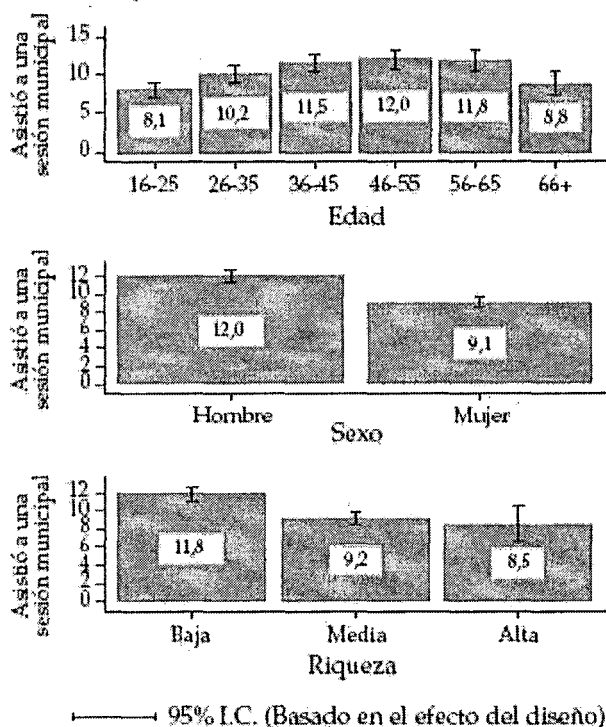 Asistió a una
sesión municipal
15
10
5
0
8,1
10,2
11,5
12,0
11,8
8,8
16-25 26-35 36-45 46-55 56-65 66+
Edad
Asistió a una
sesión municipal
12
10
8
6
4
2
0
12,0
9,1
Hombre Mujer
Sexo
Asistió a una
sesión municipal
12
10
8
6
4
2
0
11,8
9,2
8,5
Baja Media Alta
Riqueza
95% I.C. (Basado en el efecto del diseño)